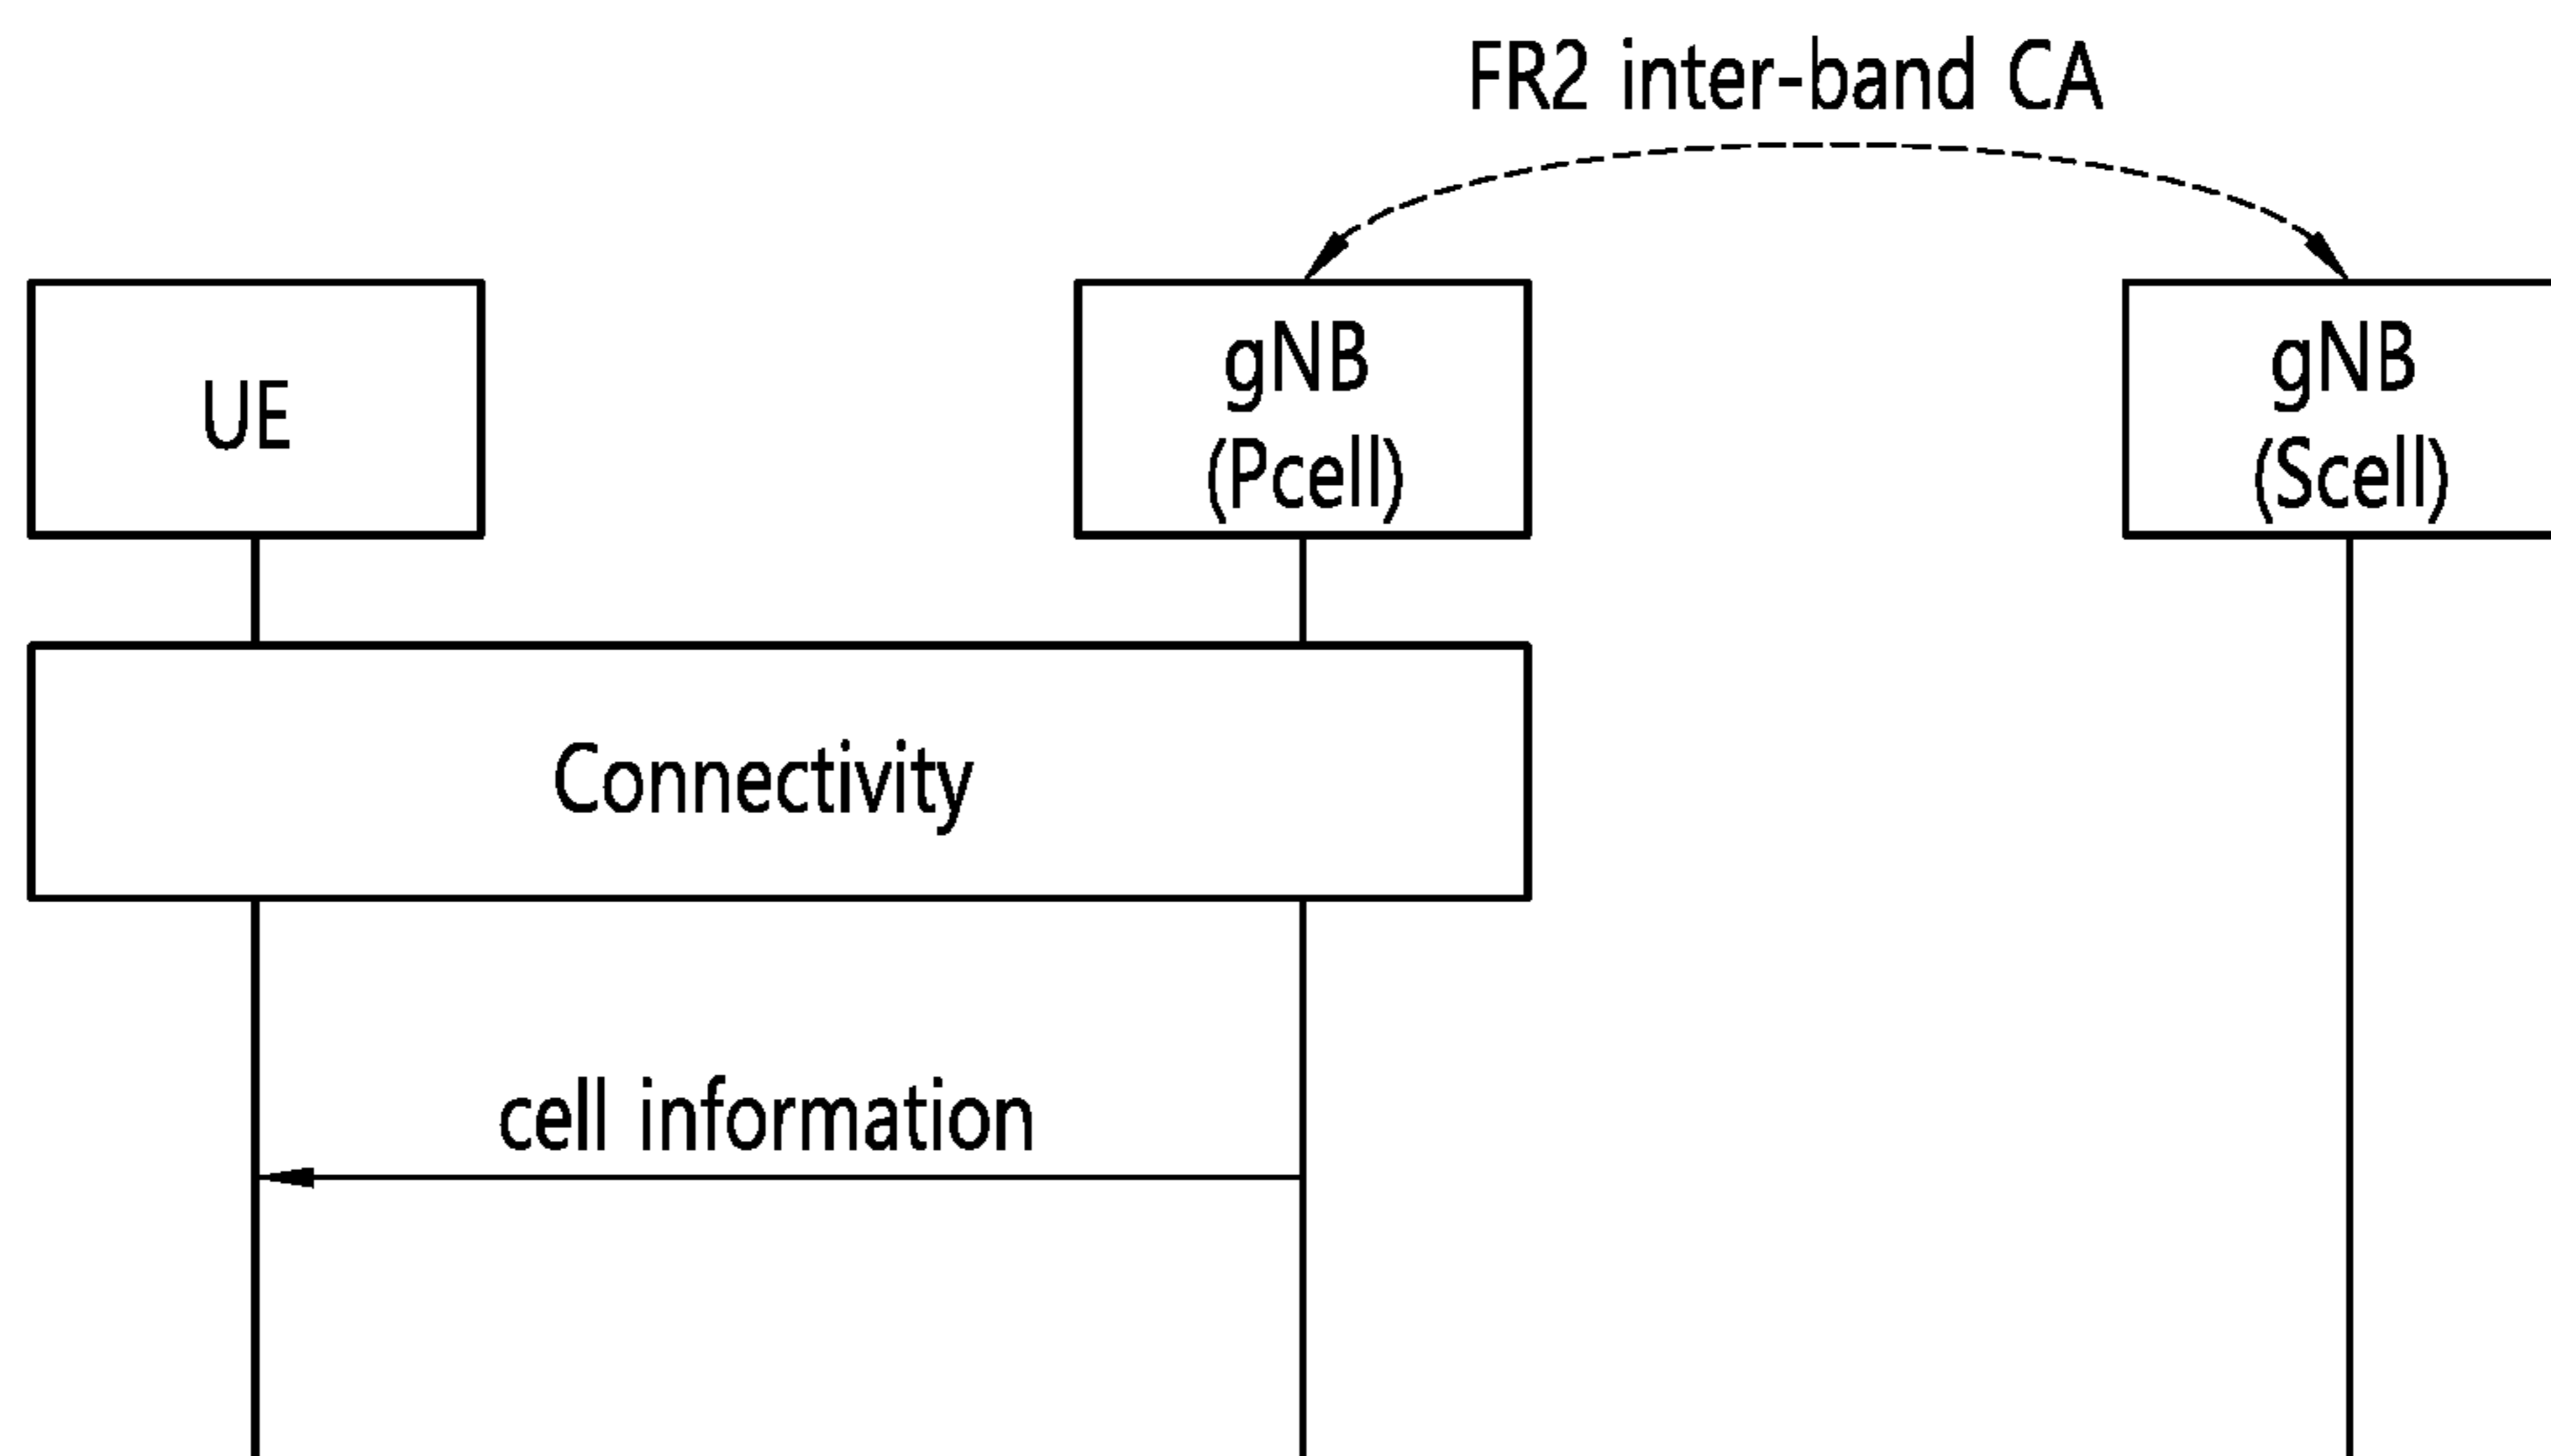 FR2 inter-band CA
UE
gNB
(Pcell)
gNB
(Scell)
Connectivity
cell information